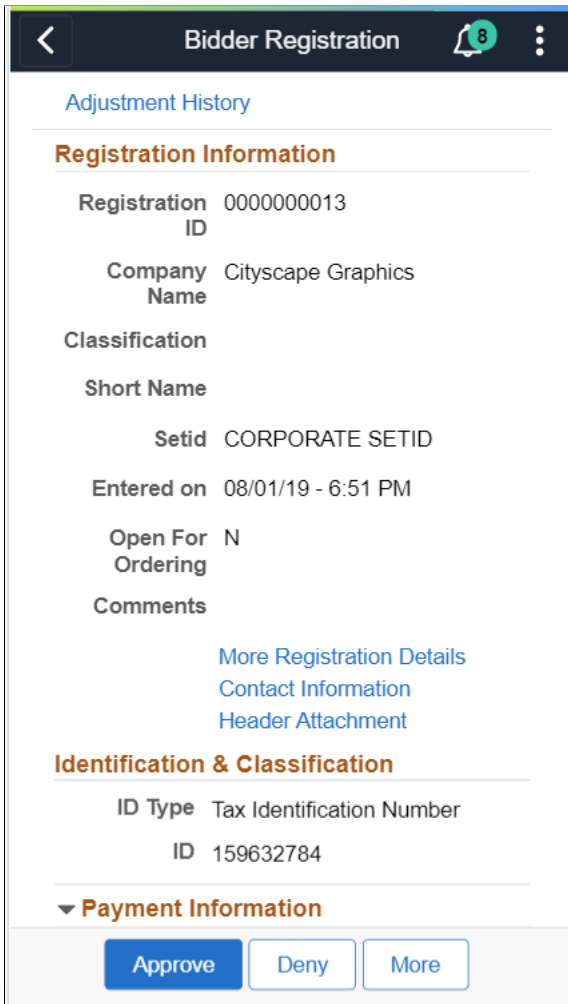 Bidder Registration
8
Adjustment History
Registration Information
Registration 0000000013
ID
Company Cityscape Graphics
Name
Classification
Short Name
Setid CORPORATE SETID
Entered on 08/01/19 - 6:51 PM
Open For N
Ordering
Comments
More Registration Details
Contact Information
Header Attachment
Identification & Classification
ID Type Tax Identification Number
ID 159632784
Payment Information
Approve Deny More